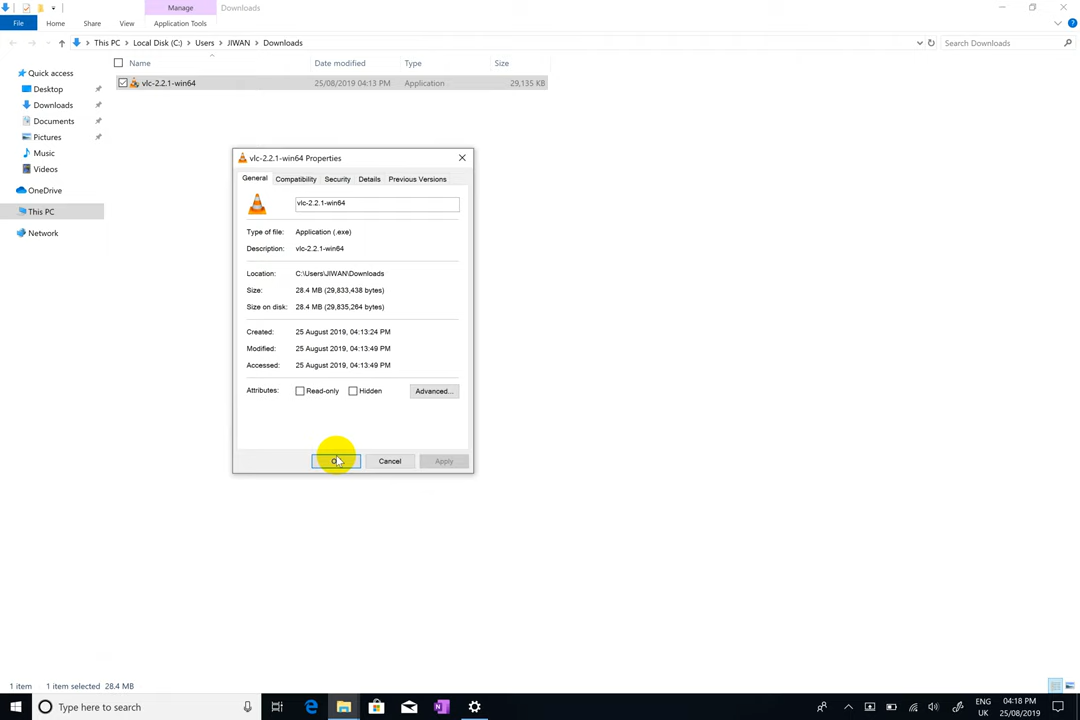 Manage
Downloads
File
Home
Share
View
Application Tools
This PC
Local Disk (C:)
Users
JIWAN
Downloads
Search Downloads
Quick access
Desktop
Downloads
Documents
Pictures
Music
Videos
OneDrive
This PC
Network
Name
Date modified
Type
Size
vlc-2.2.1-win64
25/08/2019 04:13 PM
Application
29,135 KB
vlc-2.2.1-win64 Properties
General
Compatibility
Security
Details
Previous Versions
vlc-2.2.1-win64
Type of file: Application (.exe)
Description: vlc-2.2.1-win64
Location: C:\Users\JIWAN\Downloads
Size: 28.4 MB (29,833,438 bytes)
Size on disk: 28.4 MB (29,835,264 bytes)
Created: 25 August 2019, 04:13:24 PM
Modified: 25 August 2019, 04:13:49 PM
Accessed: 25 August 2019, 04:13:49 PM
Attributes: Read-only Hidden Advanced...
Cancel
Apply
1 item 1 item selected 28.4 MB
Type here to search
ENG
UK
04:18 PM
25/08/2019